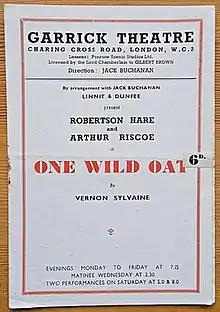 GARRICK THEATRE
CHARING CROSS ROAD, LONDON, W.C.2
Lessees: Penrose Scenic Studios Ltd.
Licensed by the Lord Chamberlain to GILBERT BROWN
Direction: JACK BUCHANAN
By arrangement with JACK BUCHANAN
LINNIT & DUNFEE
present
ROBERTSON HARE
and
ARTHUR RISCOE
in
ONE WILD OAT
6D.
By
VERNON SYLVAINE
EVENINGS MONDAY TO FRIDAY at 7.15
MATINEE WEDNESDAY at 2.30
TWO PERFORMANCES ON SATURDAY at 5.0 & 8.0